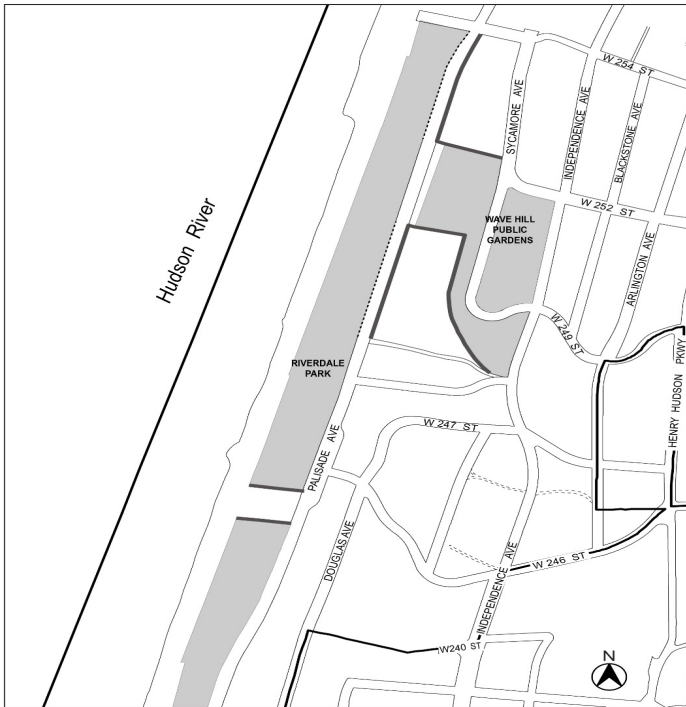 W 254 ST
SYCAMORE AVE
INDEPENDENCE AVE
BLACKSTONE AVE
W 252 ST
WAVE HILL
PUBLIC
GARDENS
Hudson River
ARLINGTON AVE
W 249 ST
HENRY HUDSON PKWY
RIVERDALE
PARK
W 247 ST
PALISADE AVE
DOUGLAS AVE
W 246 ST
INDEPENDENCE AVE
W240 ST
N